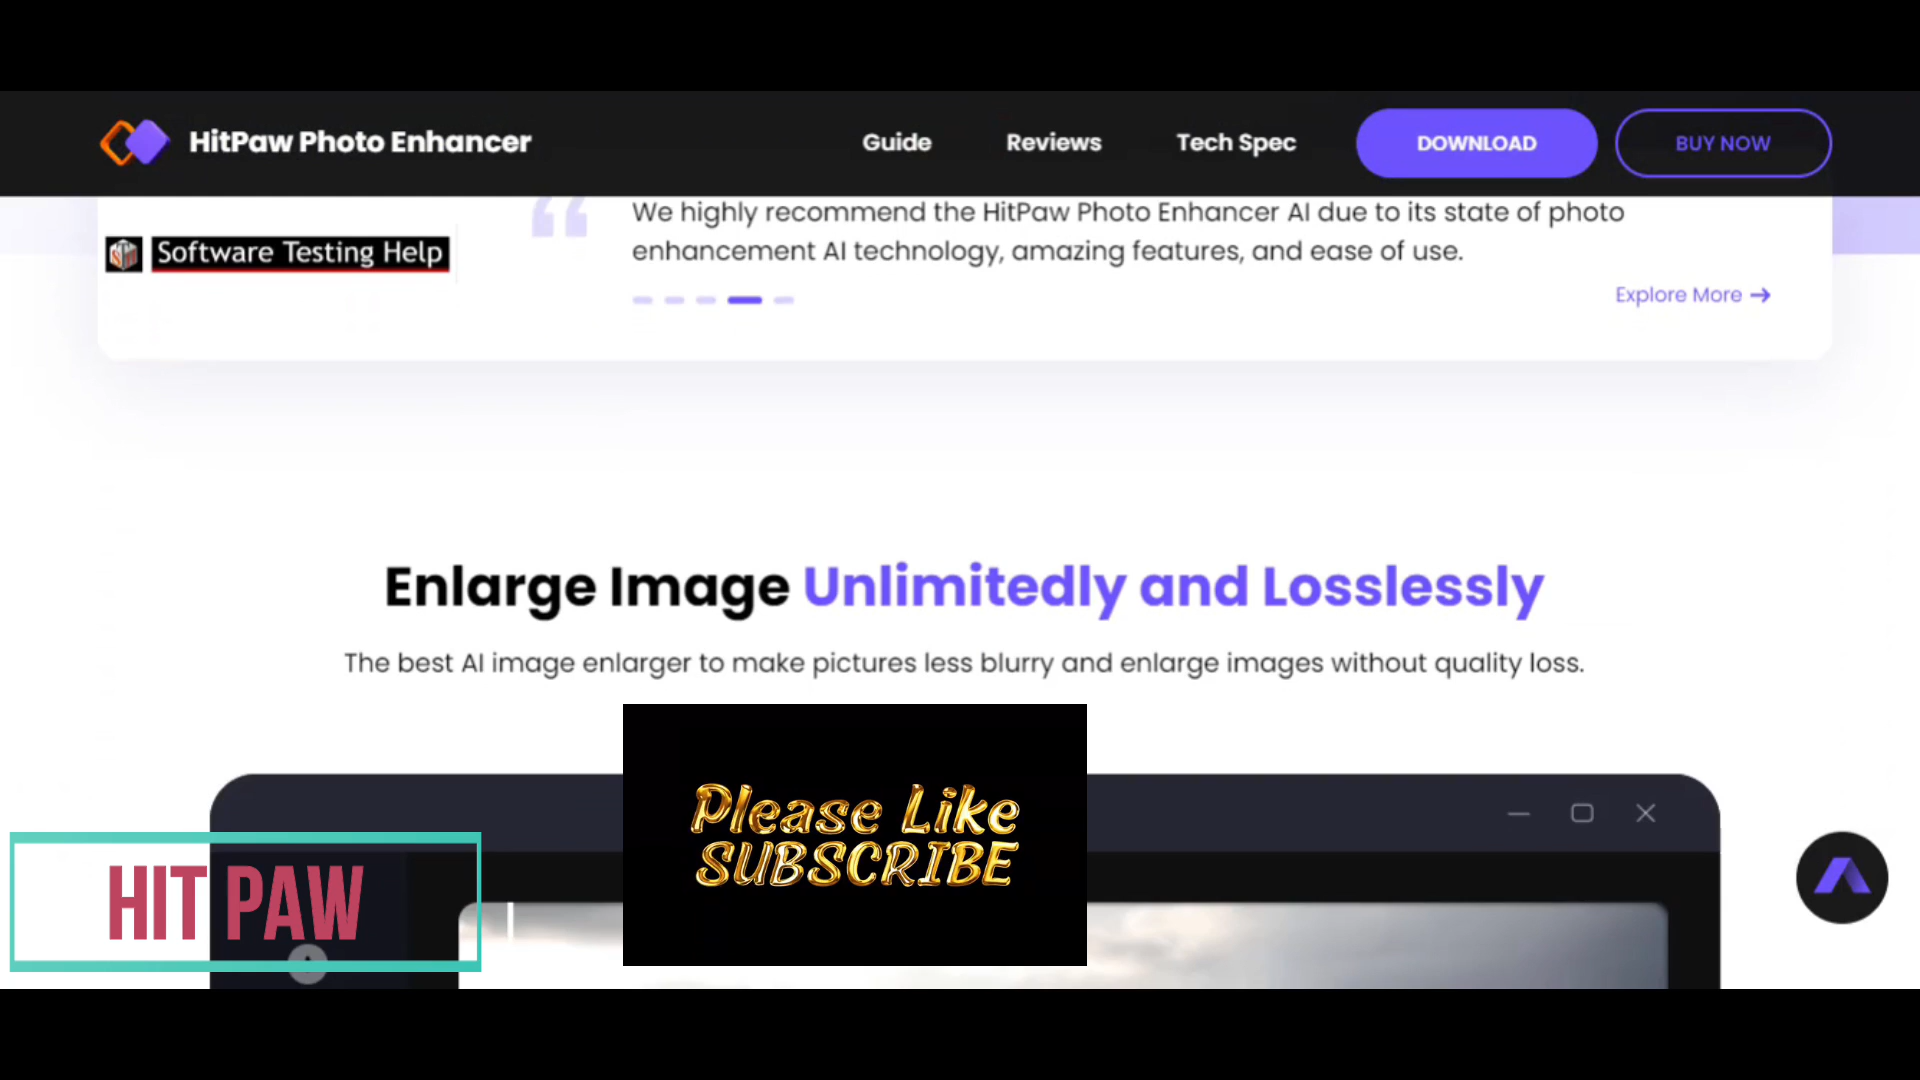 HitPaw Photo Enhancer
Guide
Reviews
Tech Spec
DOWNLOAD
BUY NOW
Software Testing Help
We highly recommend the HitPaw Photo Enhancer AI due to its state of photo
enhancement AI technology, amazing features, and ease of use.
Explore More
Enlarge Image Unlimitedly and Losslessly
The best AI image enlarger to make pictures less blurry and enlarge images without quality loss.
Please Like
SUBSCRIBE
HIT PAW